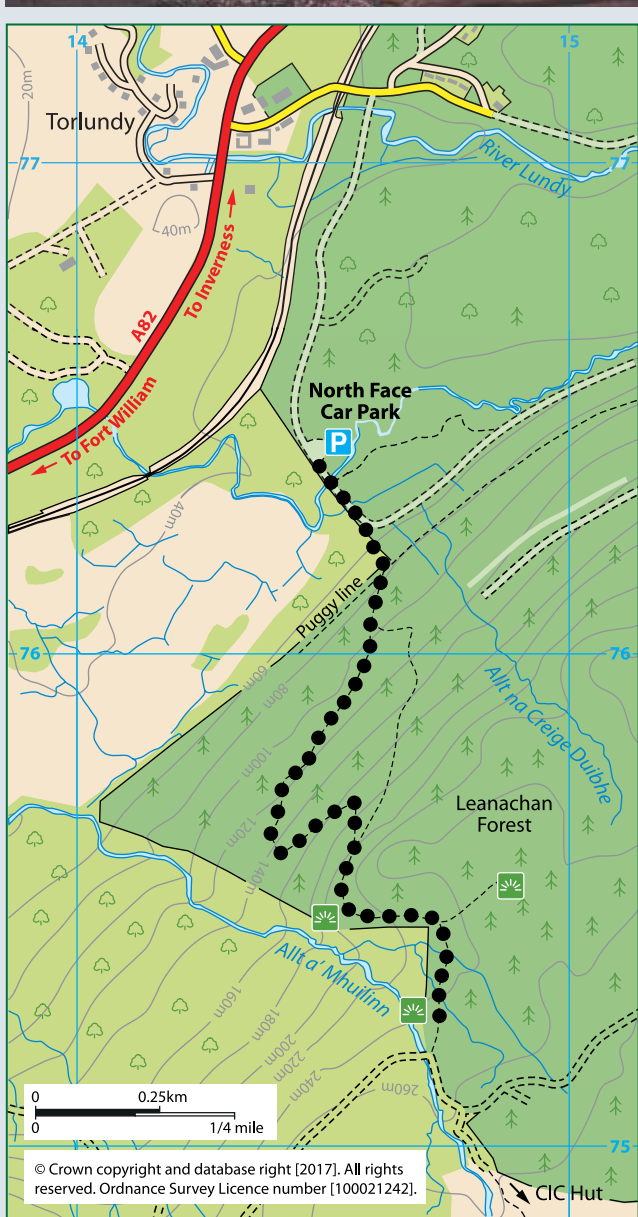 14
15
20m
Torlundy
77
77
River Lundy
40m
To Inverness
A82
To Fort William
North Face
Car Park
P
40m
Puggy line
76
76
60m
80m
100m
120m
140m
Allt na Creige Duibhe
Leanachan
Forest
Allt a' Mhuilinn
160m
180m
200m
220m
240m
260m
0 0.25km
0 1/4 mile
75
© Crown copyright and database right [2017]. All rights
reserved. Ordnance Survey Licence number [100021242].
CIC Hut